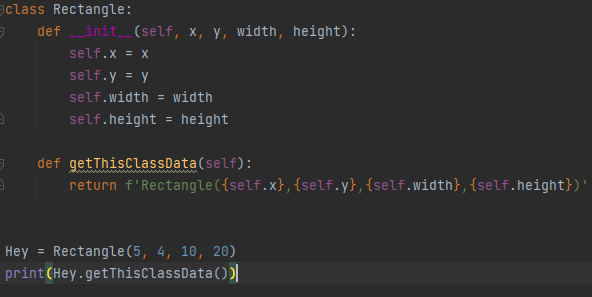 class Rectangle:
    def __init__(self, x, y, width, height):
        self.x = x
        self.y = y
        self.width = width
        self.height = height
    def getThisClassData(self):
        return f'Rectangle({self.x},{self.y},{self.width},{self.height})'
Hey = Rectangle(5, 4, 10, 20)
print(Hey.getThisClassData())